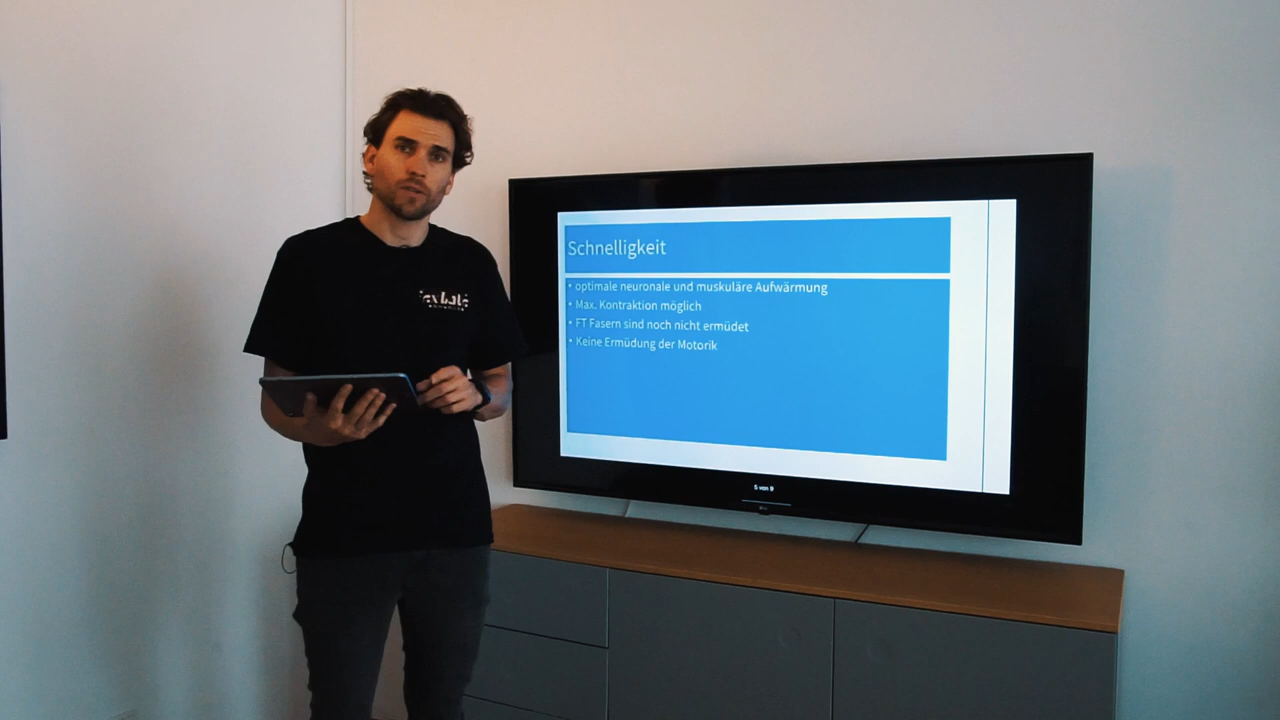 Schnelligkeit
• optimale neuronale und muskuläre Aufwärmung
• Max. Kontraktion möglich
• FT Fasern sind noch nicht ermüdet
• Keine Ermüdung der Motorik
5 von 9